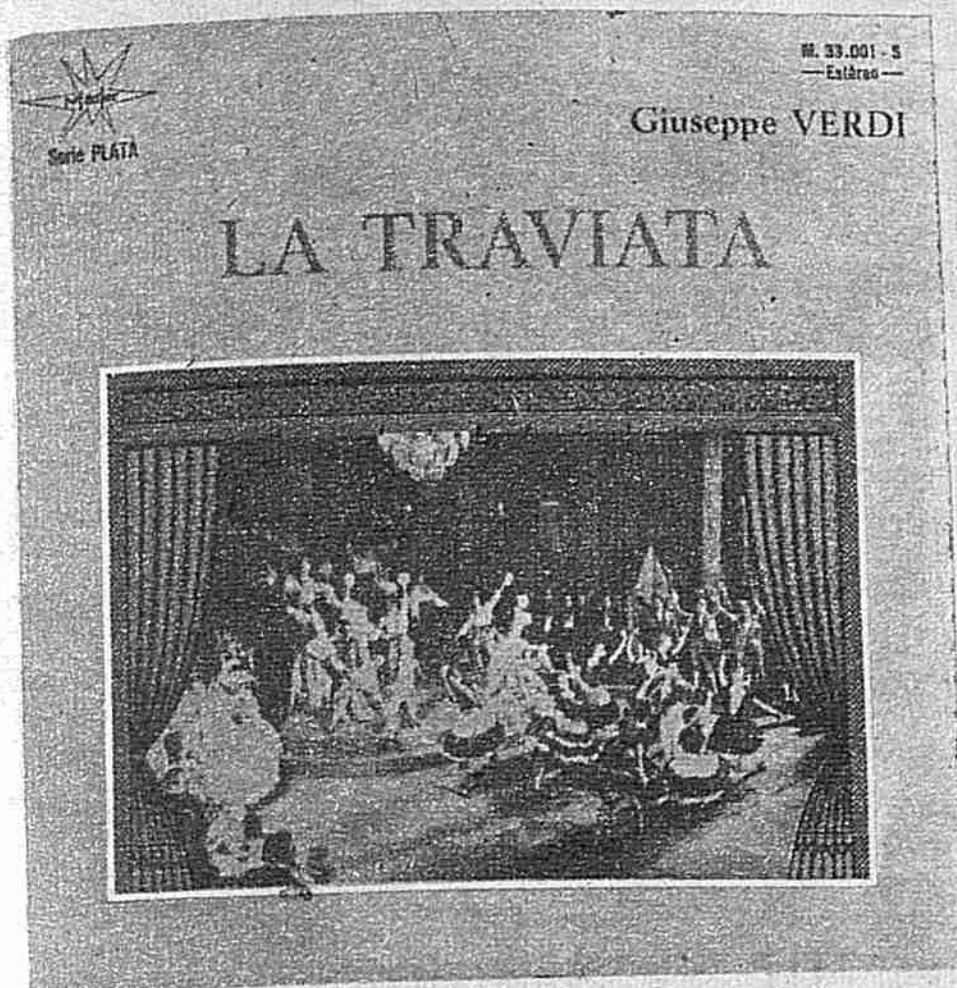 M. 33.001 - S
Estéreo
Giuseppe VERDI
Serie PLATA
LA TRAVIATA